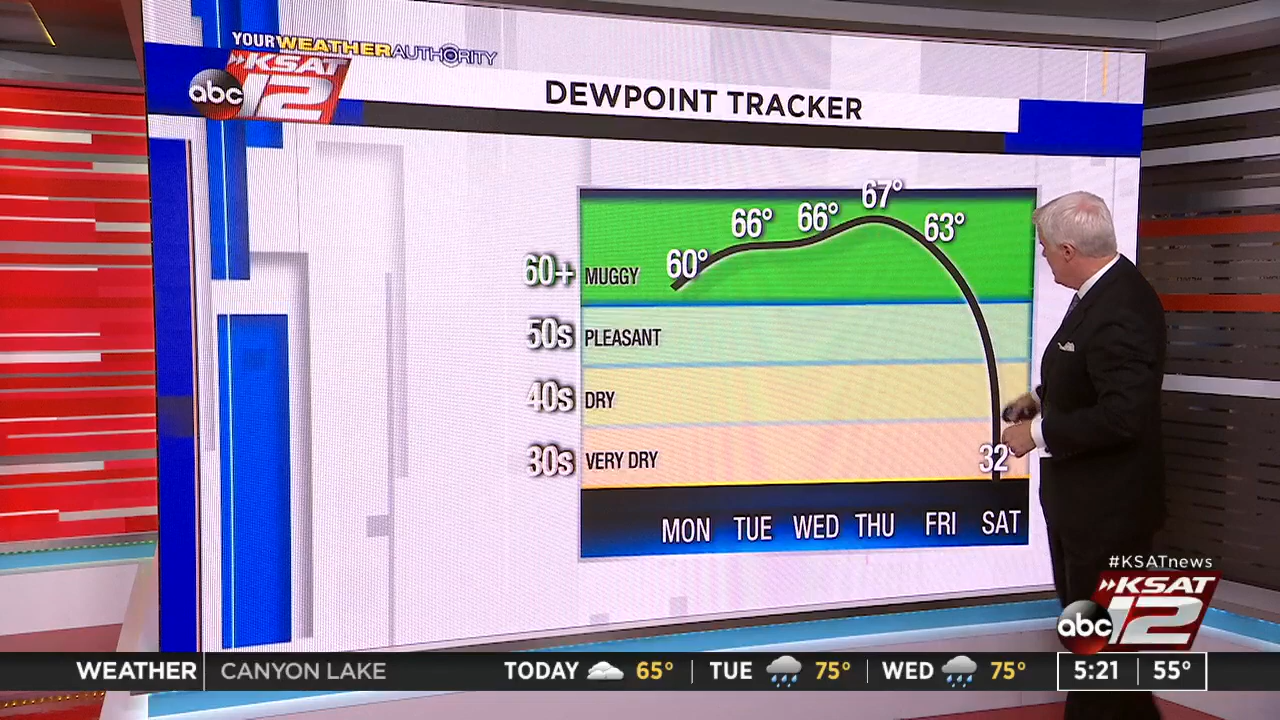 YOUR WEATHER AUTHORITY
KSAT
abc 12
DEWPOINT TRACKER
67°
66° 66° 63°
60+ MUGGY 60°
50s PLEASANT
40s DRY
30s VERY DRY 32°
MON TUE WED THU FRI SAT
#KSATnews
KSAT
abc 12
WEATHER CANYON LAKE TODAY 65° TUE 75° WED 75° 5:21 55°